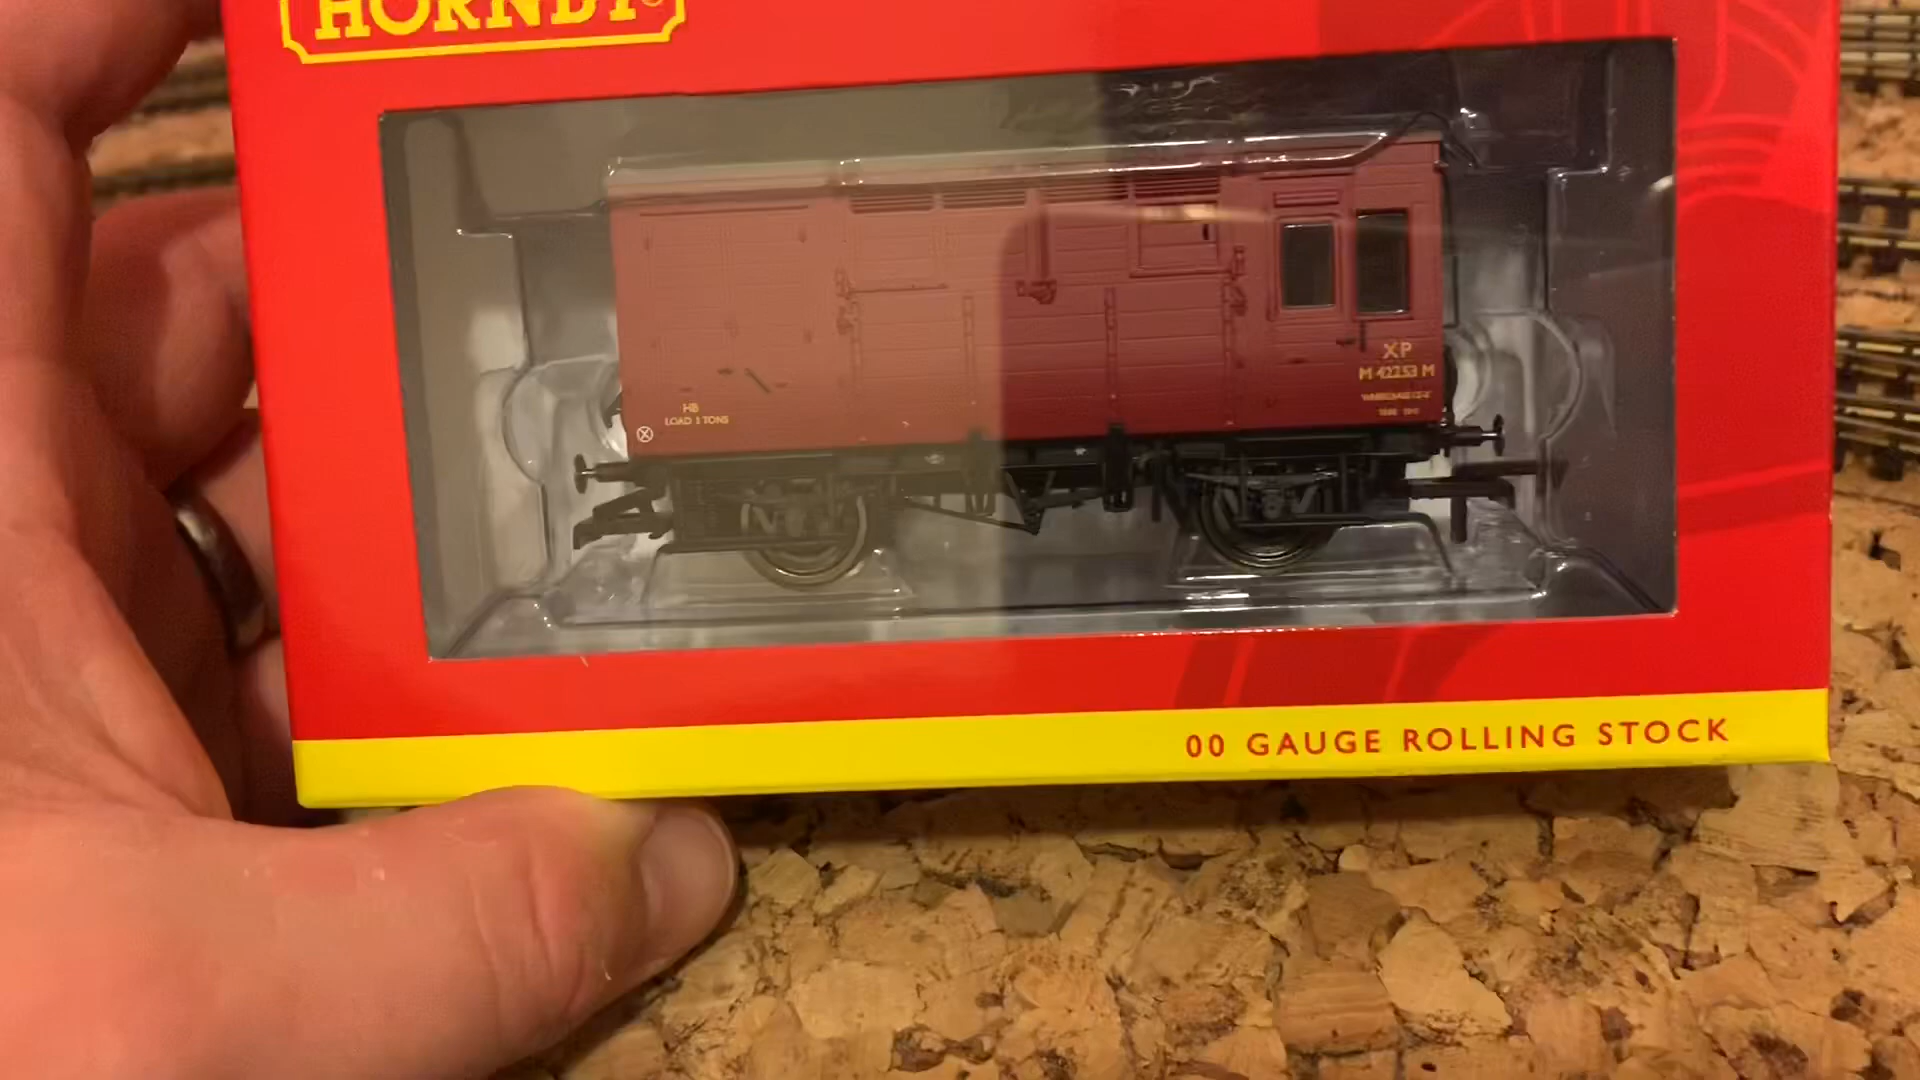 HORNBY
XP
M 42253 M
HB
LOAD 3 TONS
00 GAUGE ROLLING STOCK